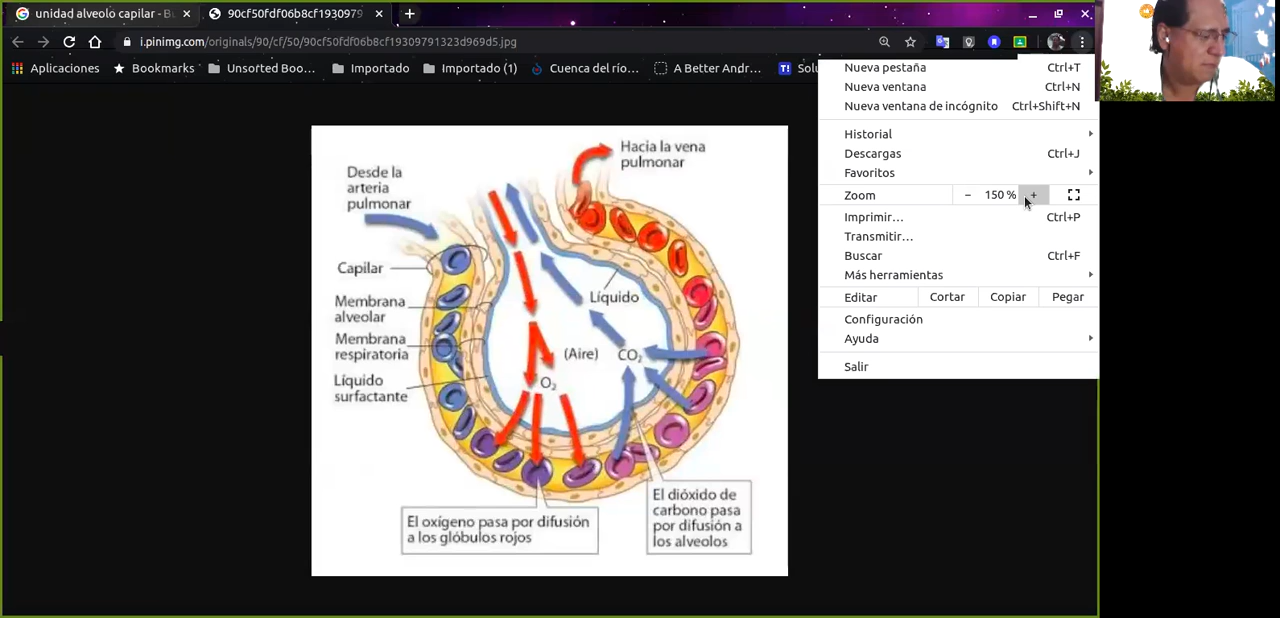 unidad alveolo capilar - B
90cf50fdf06b8cf1930979
i.pinimg.com/originals/90/cf/50/90cf50fdf06b8cf19309791323d969d5.jpg
Aplicaciones
Bookmarks
Unsorted Boo...
Importado
Importado (1)
Cuenca del río...
A Better Andr...
T!
Solu
Nueva pestaña Ctrl+T
Nueva ventana Ctrl+N
Nueva ventana de incógnito Ctrl+Shift+N
Historial
Descargas Ctrl+J
Favoritos
Zoom - 150 % +
Imprimir... Ctrl+P
Transmitir...
Buscar Ctrl+F
Más herramientas
Editar Cortar Copiar Pegar
Configuración
Ayuda
Salir
Hacia la vena
pulmonar
Desde la
arteria
pulmonar
Capilar
Líquido
Membrana
alveolar
Membrana
respiratoria
(Aire)
CO₂
O₂
Líquido
surfactante
El oxígeno pasa por difusión
a los glóbulos rojos
El dióxido de
carbono pasa
por difusión a
los alveolos